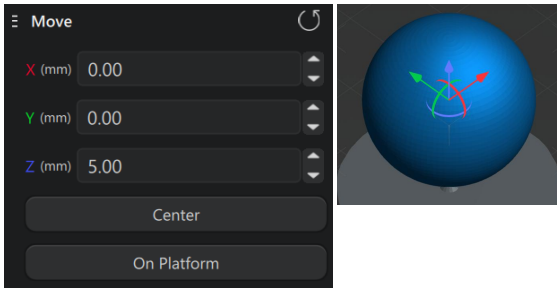 Move
X (mm) 0.00
Y (mm) 0.00
Z (mm) 5.00
Center
On Platform